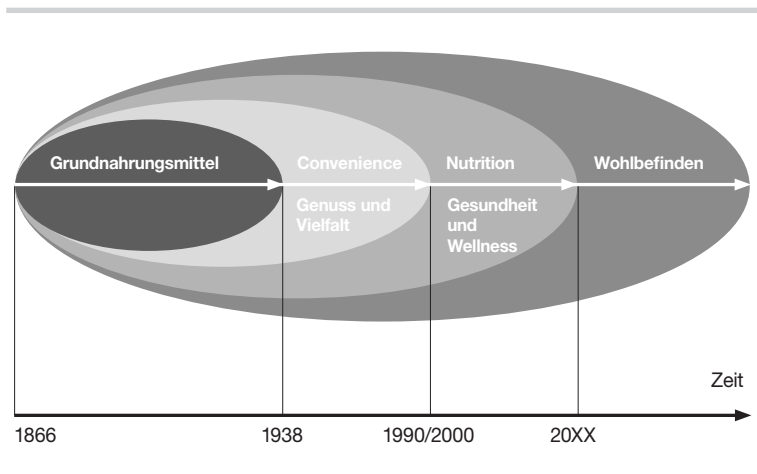 Grundnahrungsmittel
Convenience
Nutrition
Wohlbefinden
Genuss und
Vielfalt
Gesundheit
und
Wellness
Zeit
1866
1938
1990/2000
20XX